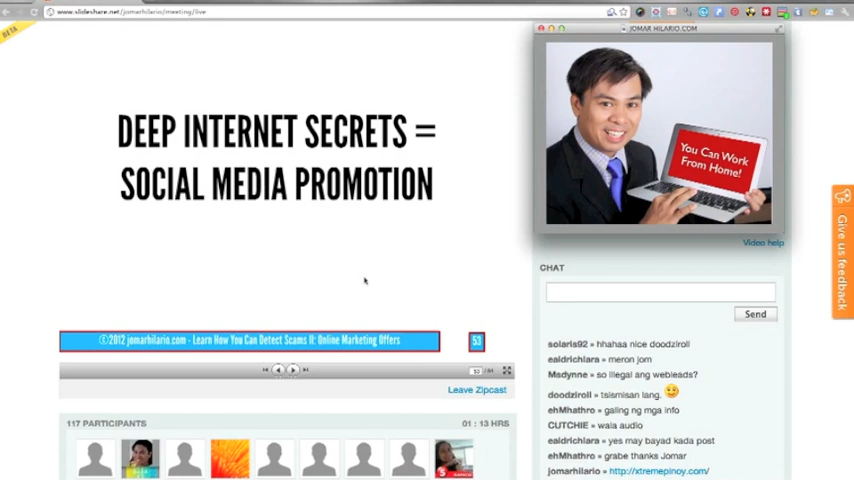 www.slideshare.net/jomarhilario/meeting/live
BETA
JOMAR HILARIO.COM
DEEP INTERNET SECRETS =
SOCIAL MEDIA PROMOTION
You Can Work
From Home!
Video help
Give us feedback
CHAT
Send
©2012 jomarhilario.com - Learn How You Can Detect Scams II: Online Marketing Offers
53
53 / 84
Leave Zipcast
117 PARTICIPANTS
01 : 13 HRS
solaris92 » hhahaa nice doodziroll
ealdrichlara » meron jom
Msdynne » so illegal ang webleads?
doodziroll » tsismisan lang.
ehMhathro » galing ng mga info
CUTCHIE » wala audio
ealdrichlara » yes may bayad kada post
ehMhathro » grabe thanks Jomar
jomarhilario » http://xtremepinoy.com/